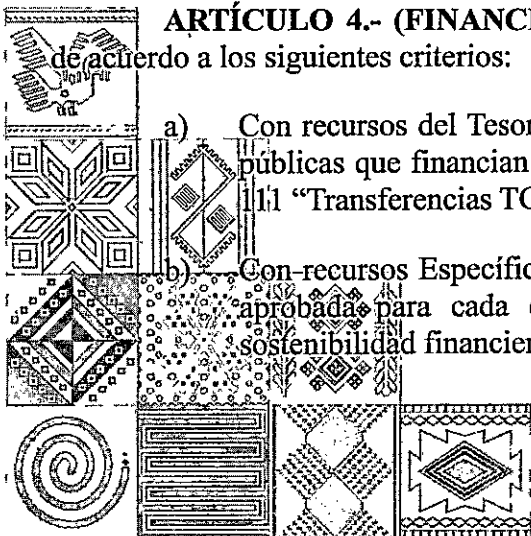 ARTÍCULO 4.- (FINANCI
de acuerdo a los siguientes criterios:
a) Con recursos del Tesor
públicas que financian
111 “Transferencias TG
b) Con recursos Específic
aprobada para cada
sostenibilidad financier